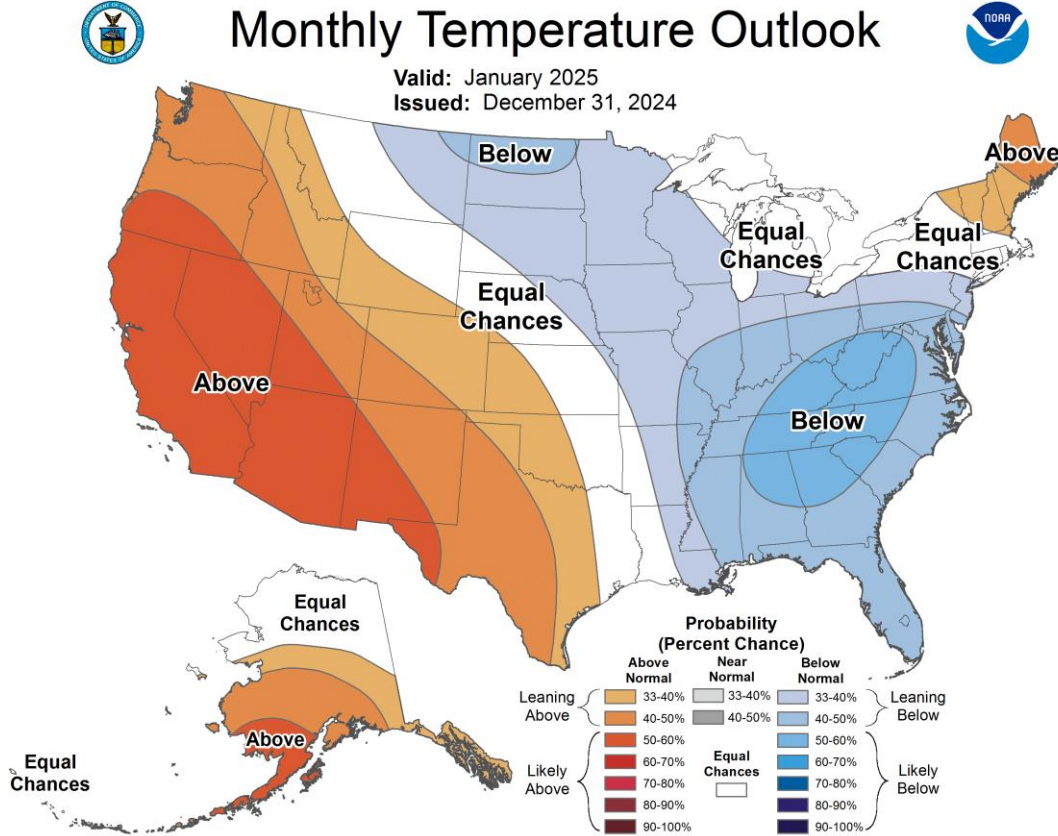 Monthly Temperature Outlook
NOAA
Valid: January 2025
Issued: December 31, 2024
Below
Above
Equal
Chances
Equal
Chances
Equal
Chances
Above
Below
Equal
Chances
Above
Equal
Chances
Probability
(Percent Chance)
Above
Normal
Near
Normal
Below
Normal
Leaning
Above
33-40%
33-40%
33-40%
Leaning
Below
40-50%
40-50%
40-50%
Likely
Above
50-60%
50-60%
Likely
Below
60-70%
60-70%
Equal
Chances
70-80%
70-80%
80-90%
80-90%
90-100%
90-100%